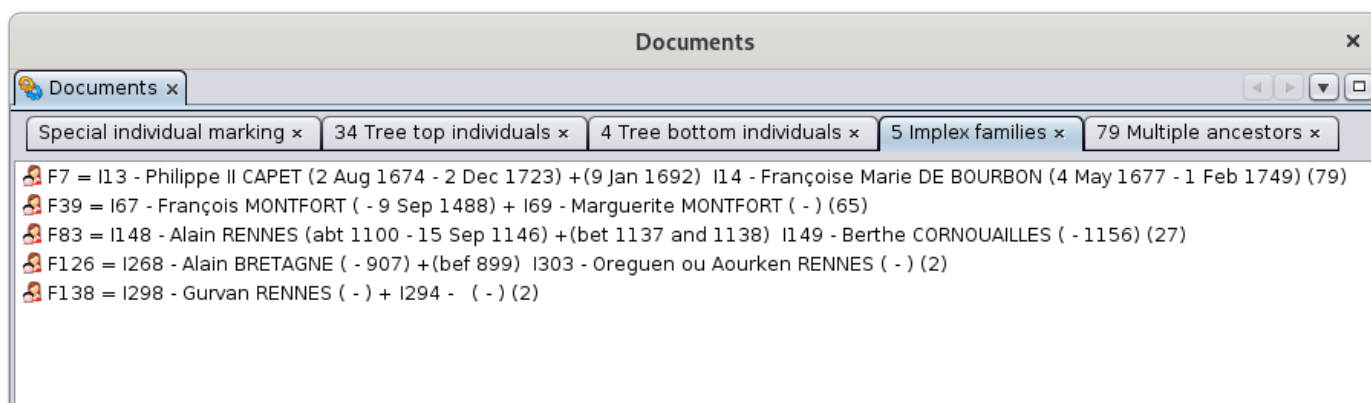 Documents
Documents
Special individual marking
34 Tree top individuals
4 Tree bottom individuals
5 Implex families
79 Multiple ancestors
F7 = I13 - Philippe II CAPET (2 Aug 1674 - 2 Dec 1723) +(9 Jan 1692)  I14 - Françoise Marie DE BOURBON (4 May 1677 - 1 Feb 1749) (79)
F39 = I67 - François MONTFORT ( - 9 Sep 1488) + I69 - Marguerite MONTFORT ( - ) (65)
F83 = I148 - Alain RENNES (abt 1100 - 15 Sep 1146) +(bet 1137 and 1138)  I149 - Berthe CORNOUAILLES ( - 1156) (27)
F126 = I268 - Alain BRETAGNE ( - 907) +(bef 899)  I303 - Oreguen ou Aourken RENNES ( - ) (2)
F138 = I298 - Gurvan RENNES ( - ) + I294 -   ( - ) (2)